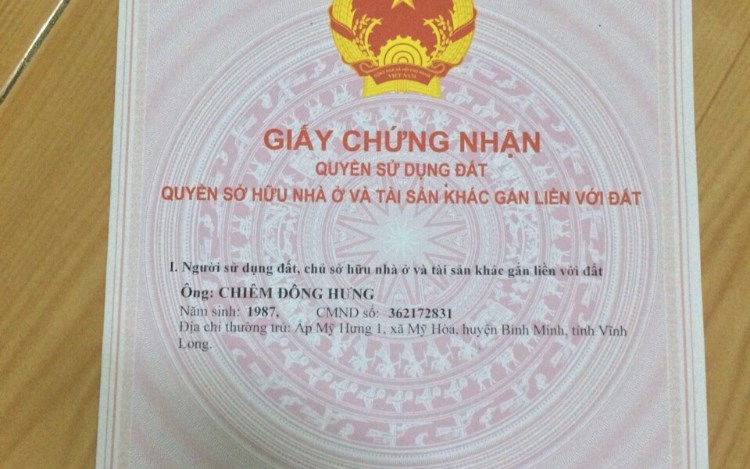 VIỆT NAM
GIẤY CHỨNG NHẬN
QUYỀN SỬ DỤNG ĐẤT
QUYỀN SỞ HỮU NHÀ Ở VÀ TÀI SẢN KHÁC GẮN LIỀN VỚI ĐẤT
I. Người sử dụng đất, chủ sở hữu nhà ở và tài sản khác gắn liền với đất
Ông: CHIÊM ĐÔNG HƯNG
Năm sinh: 1987, CMND số: 362172831
Địa chỉ thường trú: Ấp Mỹ Hưng 1, xã Mỹ Hòa, huyện Bình Minh, tỉnh Vĩnh
Long.